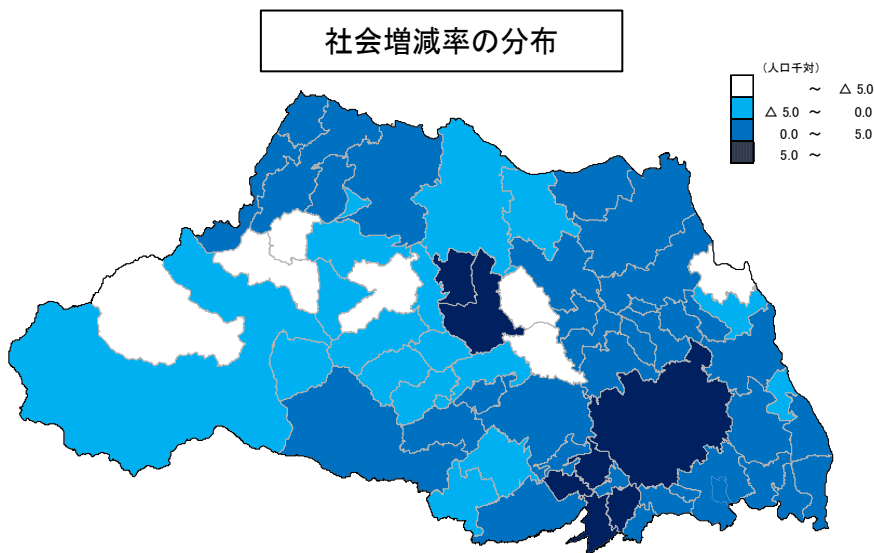 社会増減率の分布
（人口千対）
～ △ 5.0
△ 5.0 ～ 0.0
0.0 ～ 5.0
5.0 ～